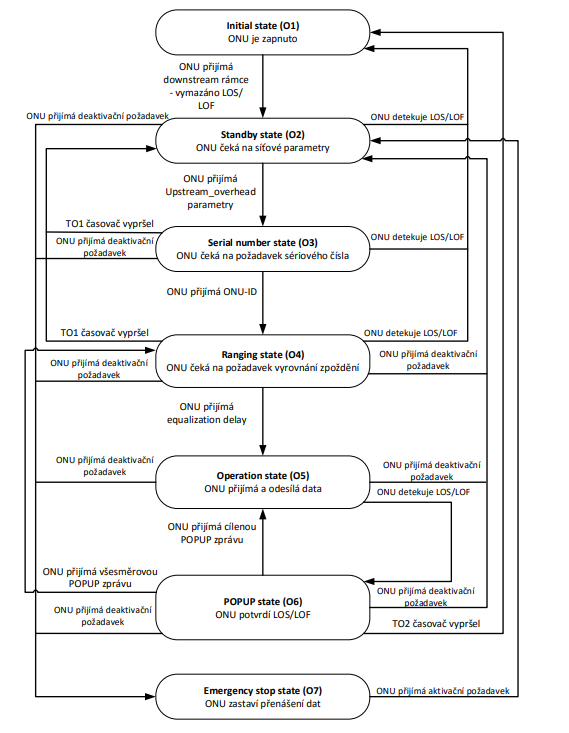 Initial state (O1)
ONU je zapnuto
ONU přijímá
downstream rámce
- vymazáno LOS/
LOF
ONU přijímá deaktivační požadavek
ONU detekuje LOS/LOF
Standby state (O2)
ONU čeká na síťové parametry
ONU přijímá
Upstream_overhead
parametry
TO1 časovač vypršel
ONU přijímá deaktivační
požadavek
ONU detekuje LOS/LOF
Serial number state (O3)
ONU čeká na požadavek sériového čísla
ONU přijímá ONU-ID
TO1 časovač vypršel
ONU detekuje LOS/LOF
Ranging state (O4)
ONU čeká na požadavek vyrovnání zpoždění
ONU přijímá deaktivační
požadavek
ONU přijímá deaktivační
požadavek
ONU přijímá
equalization delay
ONU přijímá deaktivační
požadavek
Operation state (O5)
ONU přijímá a odesílá data
ONU přijímá deaktivační
požadavek
ONU detekuje LOS/LOF
ONU přijímá cílenou
POPUP zprávu
ONU přijímá všesměrovou
POPUP zprávu
POPUP state (O6)
ONU potvrdí LOS/LOF
ONU přijímá deaktivační
požadavek
ONU přijímá deaktivační
požadavek
TO2 časovač vypršel
Emergency stop state (O7)
ONU zastaví přenášení dat
ONU přijímá aktivační požadavek